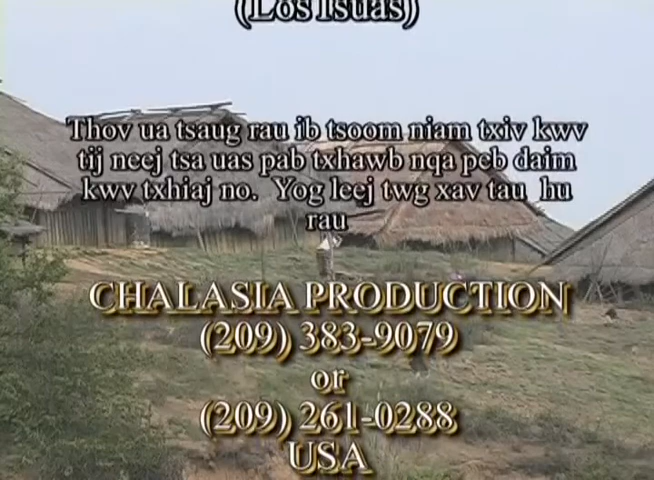 (Los Tsuas)
Thov ua tsaug rau ib tsoom niam txiv kwv
tij neej tsa uas pab txhawb nqa peb daim
kwv txhiaj no. Yog leej twg xav tau hu
rau
CHALASIA PRODUCTION
(209) 383-9079
or
(209) 261-0288
USA